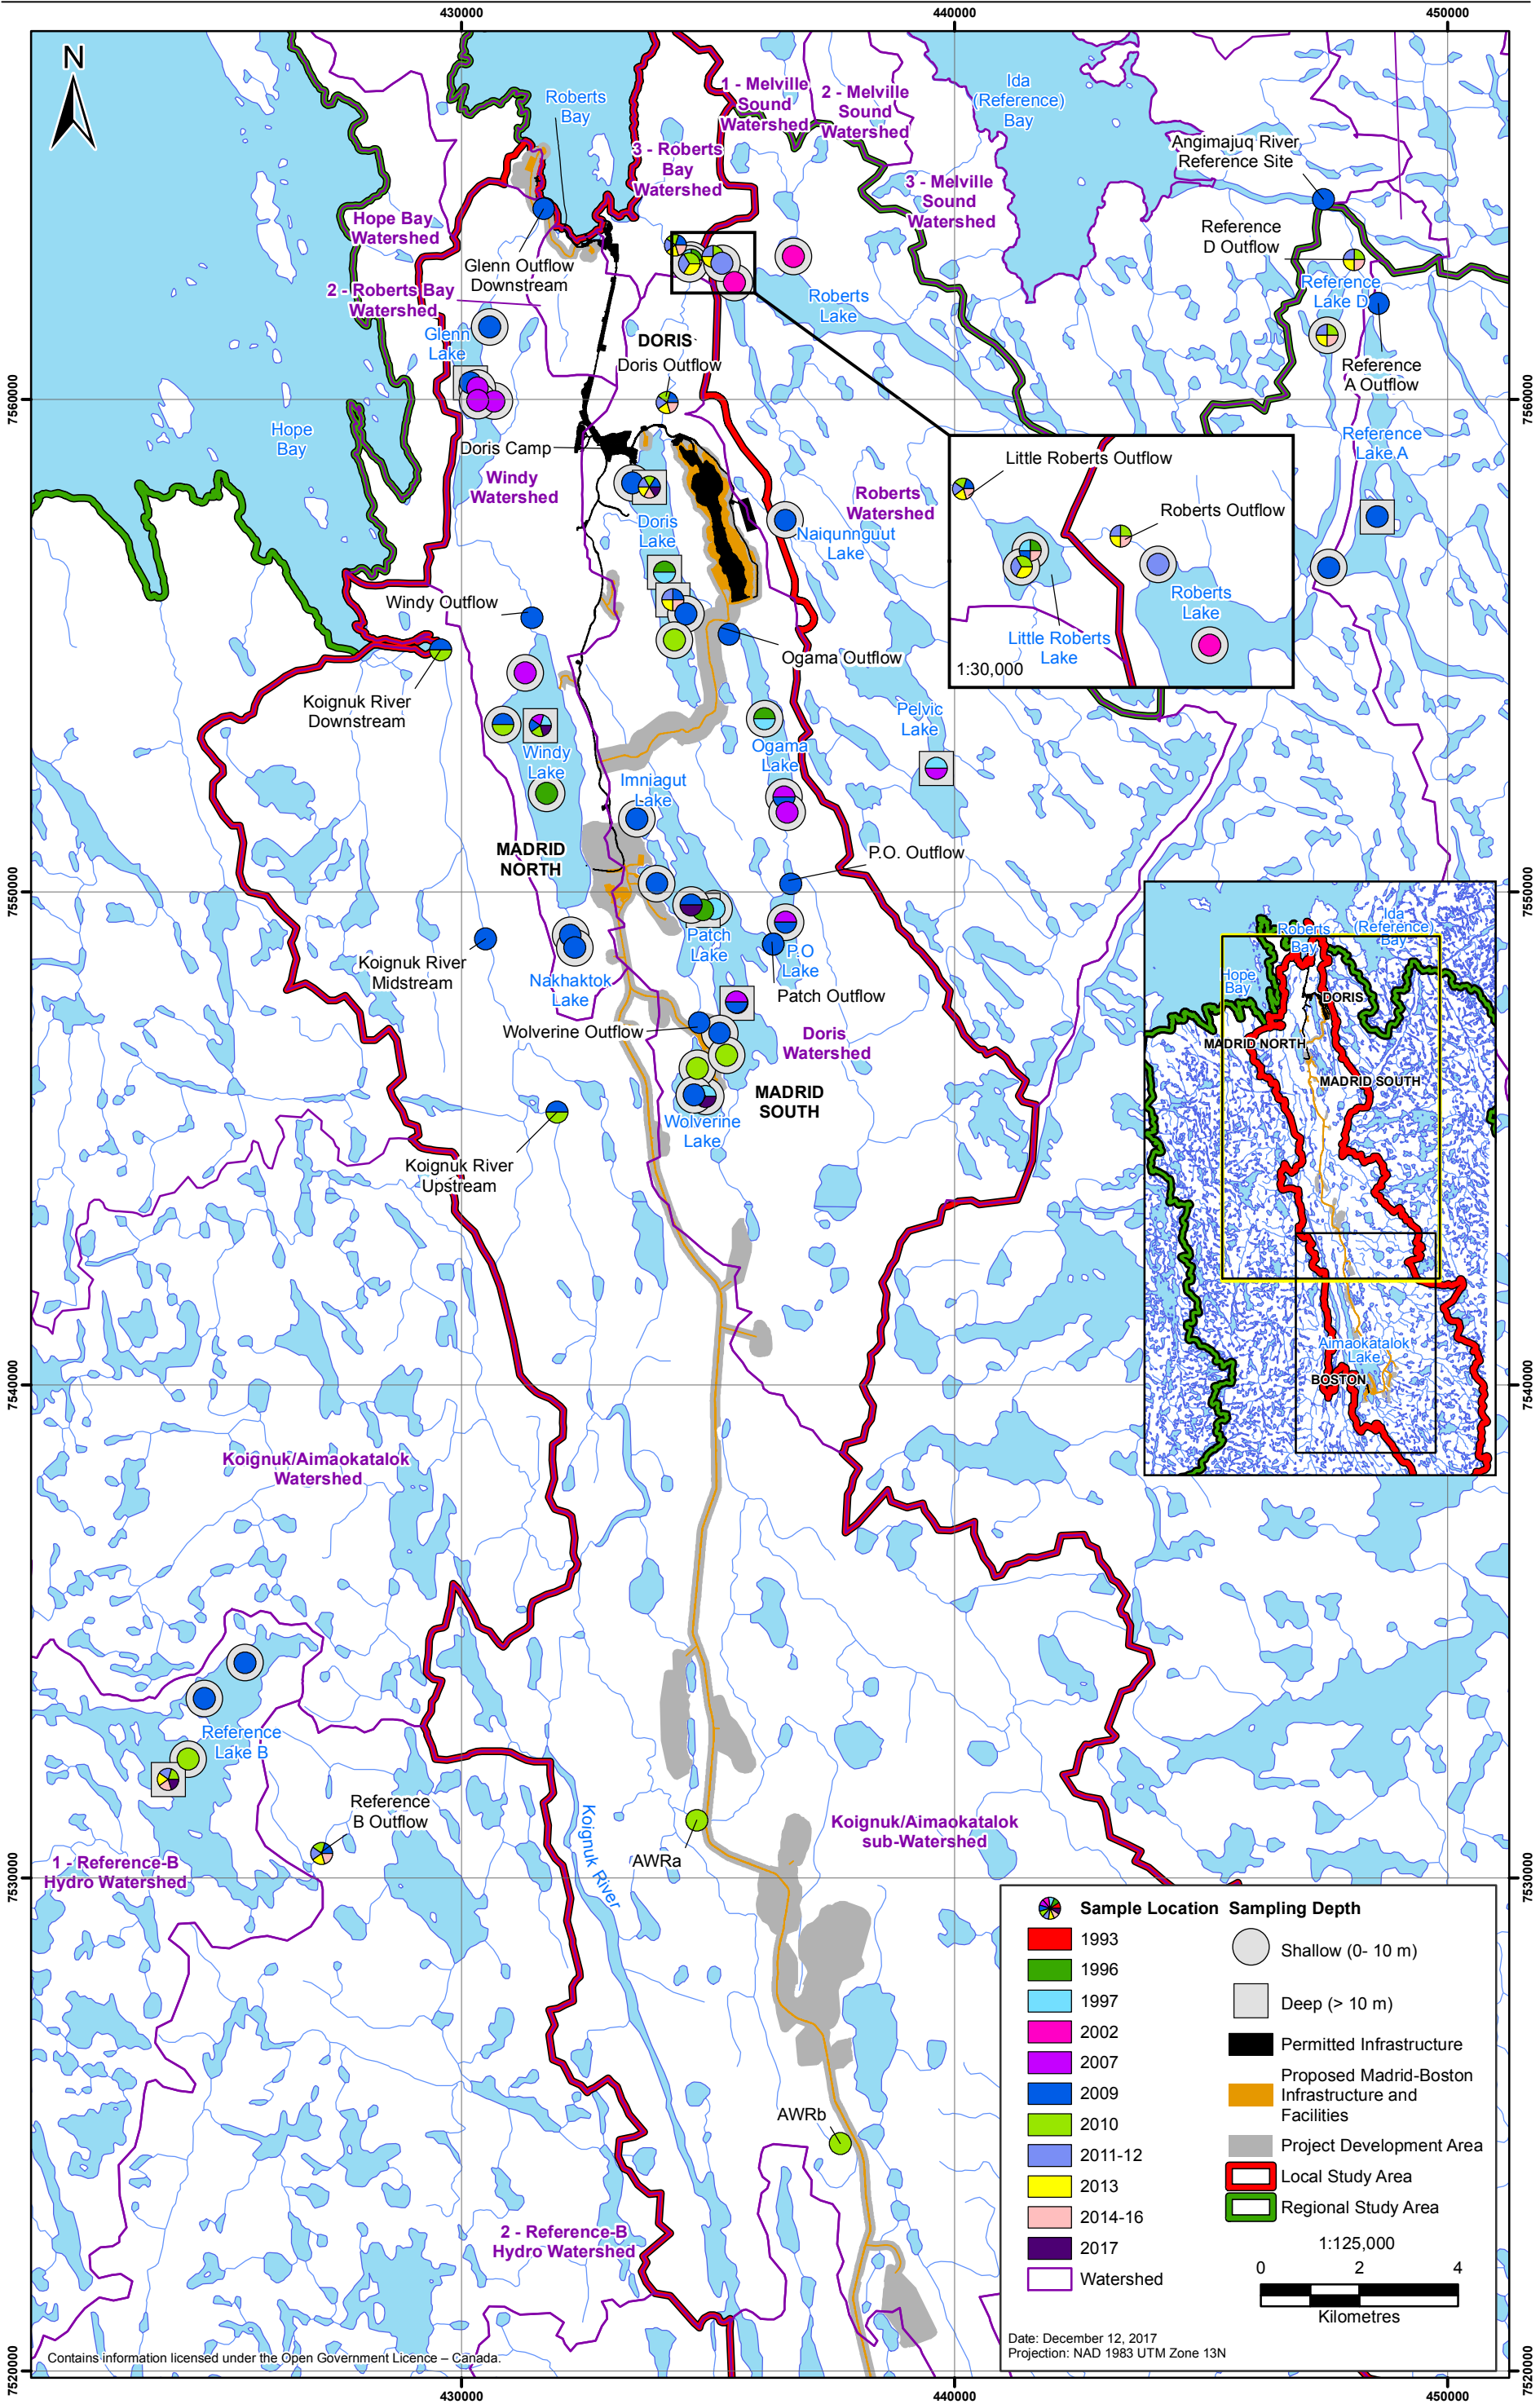 430000
440000
450000
N
Roberts
Bay
1 - Melville
Sound
Watershed
2 - Melville
Sound
Watershed
Ida
(Reference)
Bay
3 - Roberts
Bay
Watershed
3 - Melville
Sound
Watershed
Angimajuq River
Reference Site
Hope Bay
Watershed
Reference
D Outflow
Glenn Outflow
Downstream
2 - Roberts Bay
Watershed
Roberts
Lake
Reference
Lake D
Glenn
Lake
DORIS
Doris Outflow
Reference
A Outflow
7560000
7560000
Hope
Bay
Doris Camp
Reference
Lake A
Windy
Watershed
Roberts
Watershed
Doris
Lake
Naiqunnguut
Lake
Little Roberts Outflow
Roberts Outflow
Roberts
Lake
Little Roberts
Lake
1:30,000
Windy Outflow
Ogama Outflow
Koignuk River
Downstream
Pelvic
Lake
Windy
Lake
Ogama
Lake
Imniagut
Lake
MADRID
NORTH
P.O. Outflow
7550000
7550000
Patch
Lake
P.O
Lake
Koignuk River
Midstream
Nakhaktok
Lake
Patch Outflow
Wolverine Outflow
Doris
Watershed
MADRID
SOUTH
Wolverine
Lake
Koignuk River
Upstream
Roberts
Bay
Ida
(Reference)
Bay
Hope
Bay
DORIS
MADRID NORTH
MADRID SOUTH
Aimaokatalok
Lake
BOSTON
7540000
7540000
Koignuk/Aimaokatalok
Watershed
Reference
Lake B
Reference
B Outflow
Koignuk River
AWRa
Koignuk/Aimaokatalok
sub-Watershed
1 - Reference-B
Hydro Watershed
7530000
7530000
AWRb
2 - Reference-B
Hydro Watershed
Sample Location
1993
1996
1997
2002
2007
2009
2010
2011-12
2013
2014-16
2017
Watershed
Sampling Depth
Shallow (0- 10 m)
Deep (> 10 m)
Permitted Infrastructure
Proposed Madrid-Boston
Infrastructure and
Facilities
Project Development Area
Local Study Area
Regional Study Area
1:125,000
0 2 4
Kilometres
Date: December 12, 2017
Projection: NAD 1983 UTM Zone 13N
Contains information licensed under the Open Government Licence – Canada.
7520000
7520000
430000
440000
450000